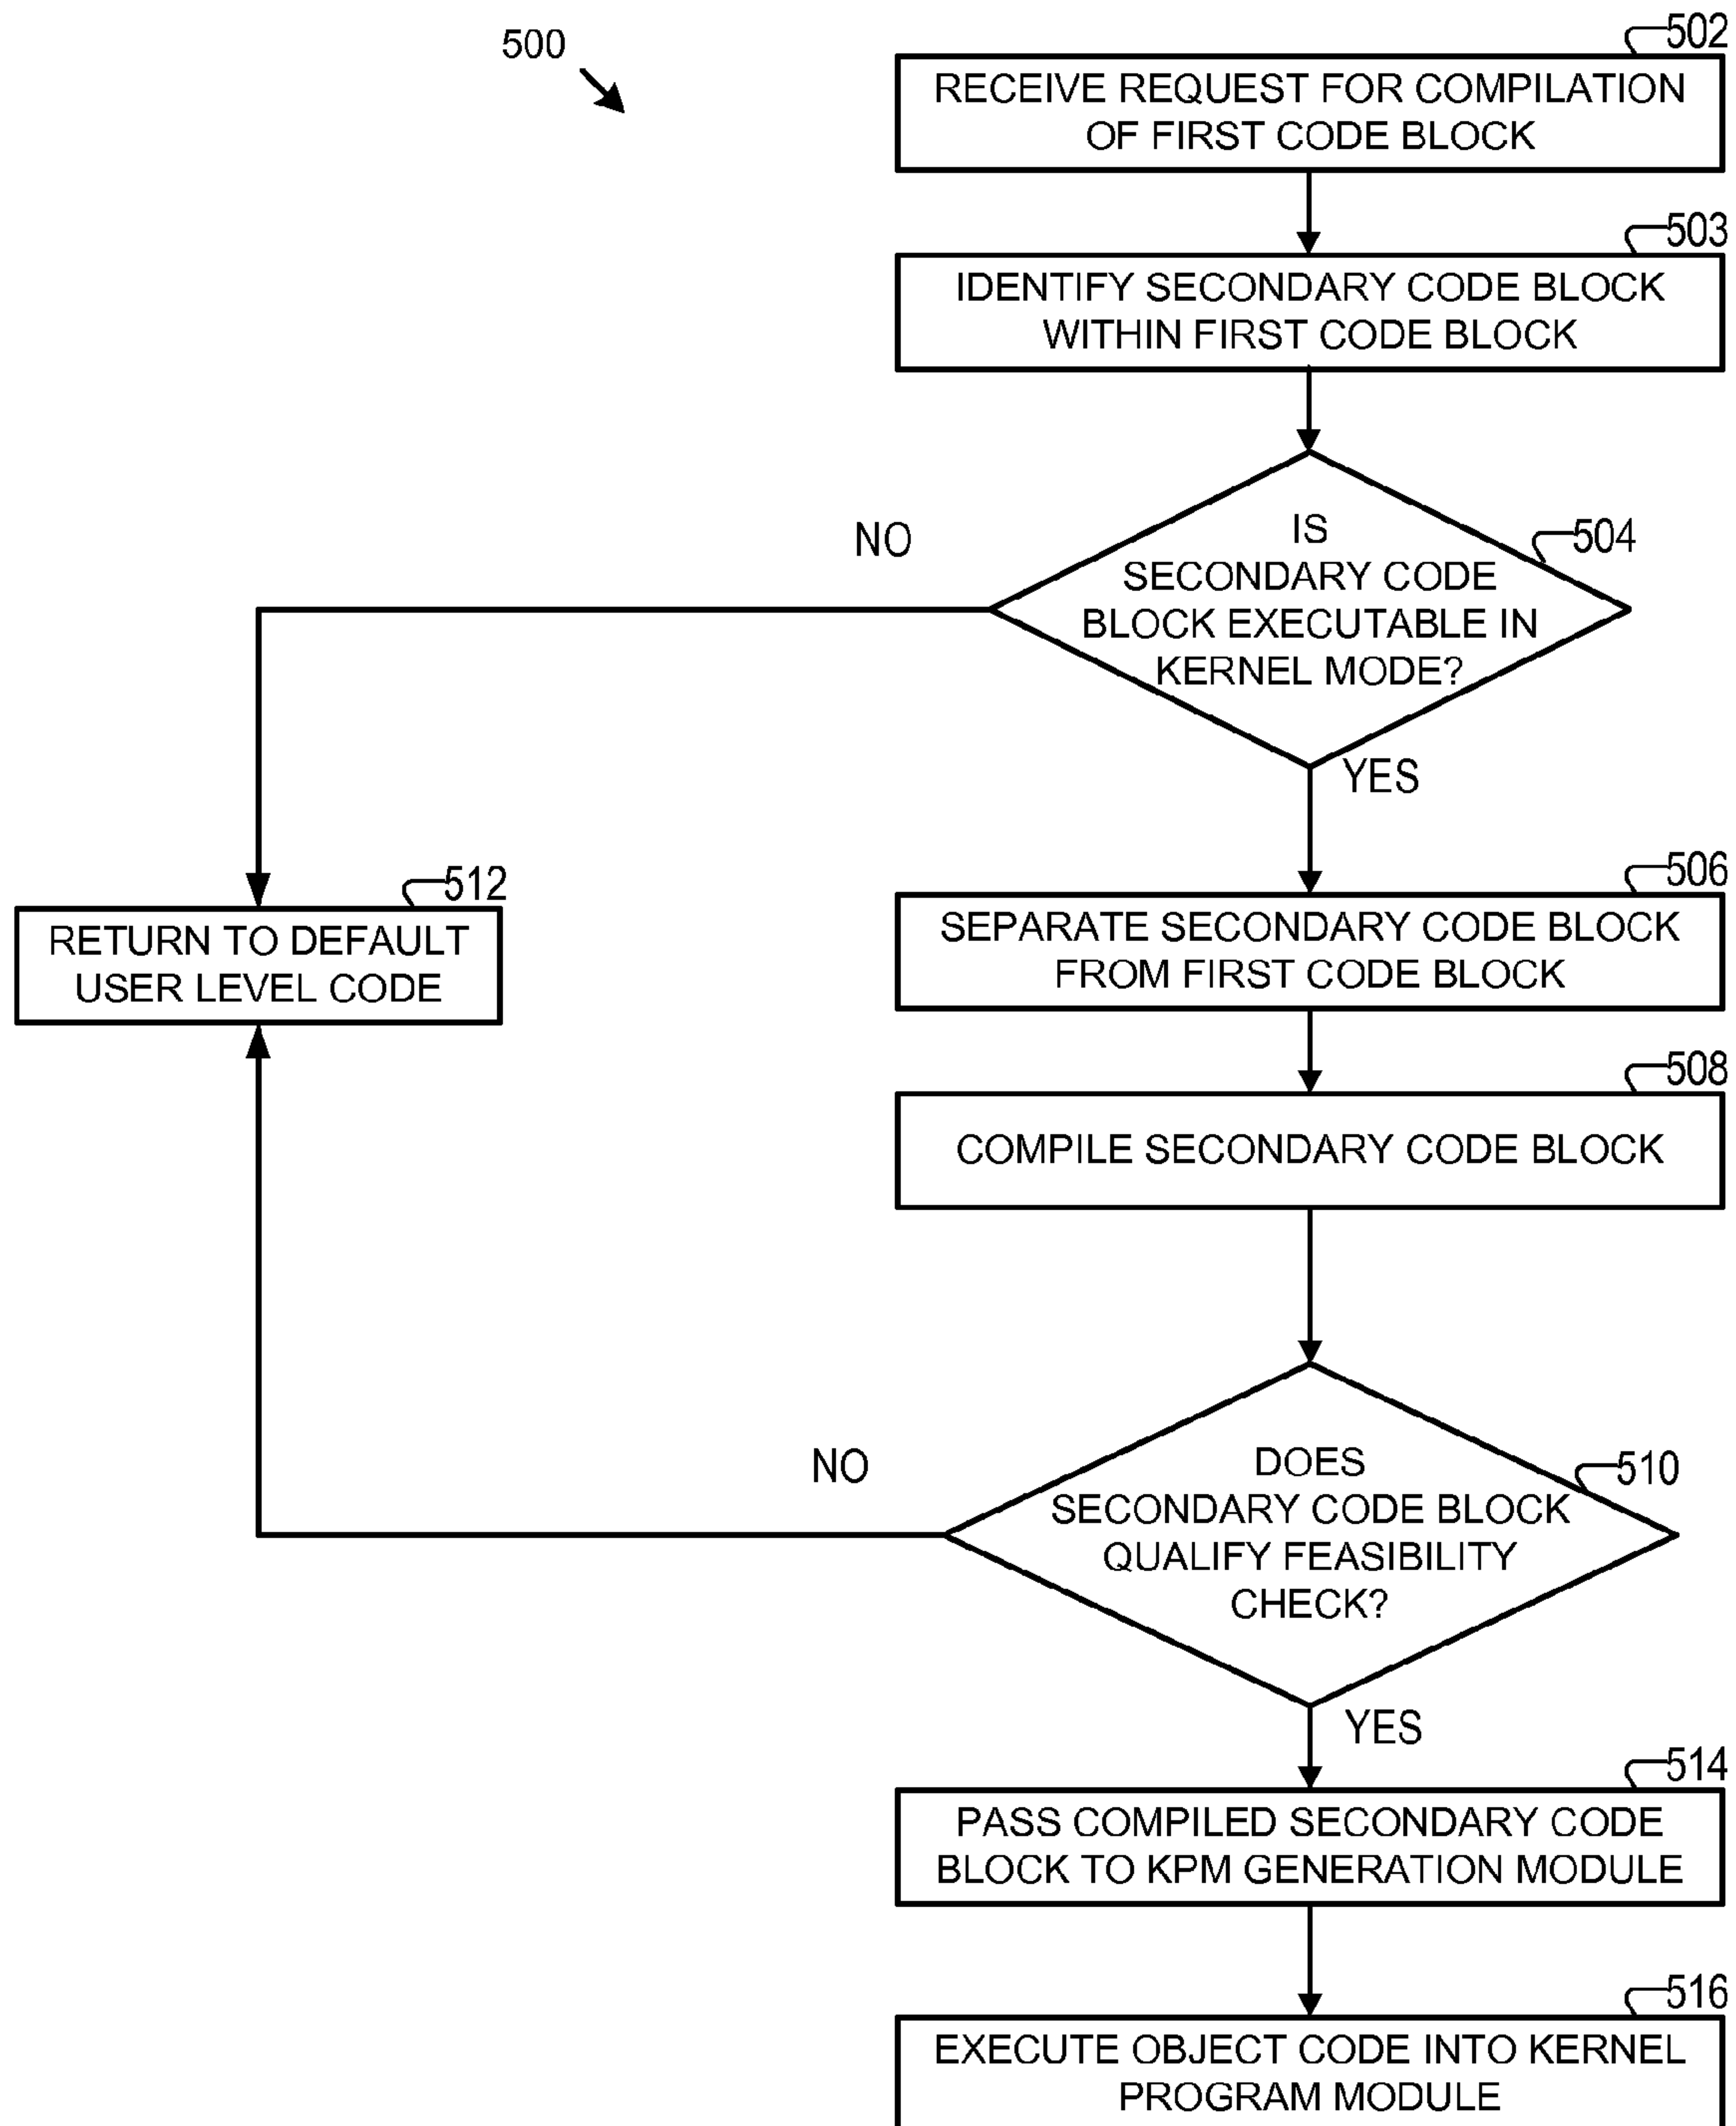 500
502
RECEIVE REQUEST FOR COMPILATION
OF FIRST CODE BLOCK
503
IDENTIFY SECONDARY CODE BLOCK
WITHIN FIRST CODE BLOCK
504
IS
SECONDARY CODE
BLOCK EXECUTABLE IN
KERNEL MODE?
NO
YES
506
SEPARATE SECONDARY CODE BLOCK
FROM FIRST CODE BLOCK
512
RETURN TO DEFAULT
USER LEVEL CODE
508
COMPILE SECONDARY CODE BLOCK
510
DOES
SECONDARY CODE BLOCK
QUALIFY FEASIBILITY
CHECK?
NO
YES
514
PASS COMPILED SECONDARY CODE
BLOCK TO KPM GENERATION MODULE
516
EXECUTE OBJECT CODE INTO KERNEL
PROGRAM MODULE